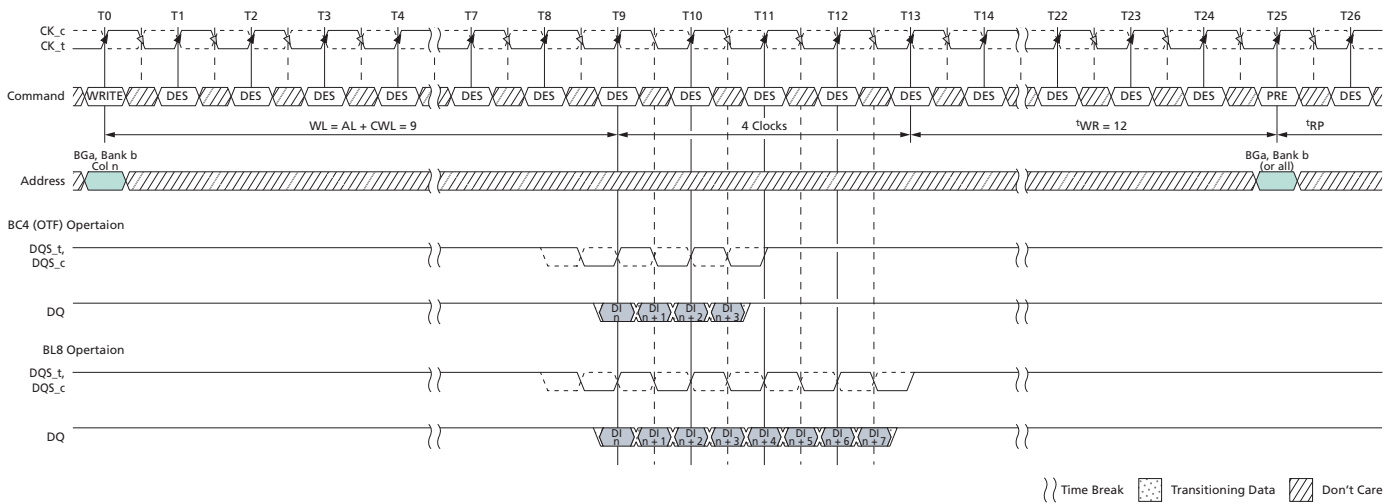 T0 T1 T2 T3 T4 T7 T8 T9 T10 T11 T12 T13 T14 T22 T23 T24 T25 T26
CK_c
CK_t
Command WRITE DES DES DES DES DES DES DES DES DES DES DES DES DES DES DES PRE DES
WL = AL + CWL = 9 4 Clocks tWR = 12 tRP
BGa, Bank b
Col n
BGa, Bank b
(or all)
Address
BC4 (OTF) Opertaion
DQS_t,
DQS_c
DQ
DI n DI n + 1 DI n + 2 DI n + 3
BL8 Opertaion
DQS_t,
DQS_c
DQ
DI n DI n + 1 DI n + 2 DI n + 3 DI n + 4 DI n + 5 DI n + 6 DI n + 7
Time Break Transitioning Data Don't Care